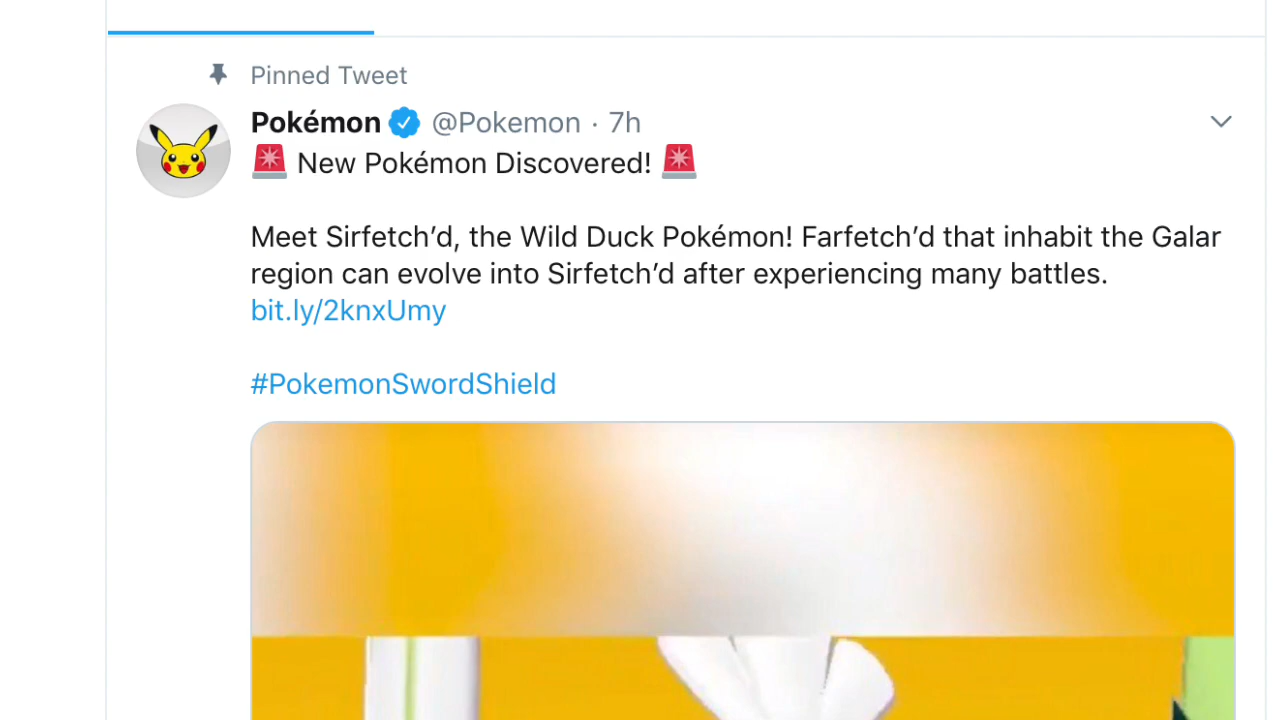 Pinned Tweet
Pokémon @Pokemon · 7h
🚨 New Pokémon Discovered! 🚨
Meet Sirfetch’d, the Wild Duck Pokémon! Farfetch’d that inhabit the Galar
region can evolve into Sirfetch’d after experiencing many battles.
bit.ly/2knxUmy
#PokemonSwordShield